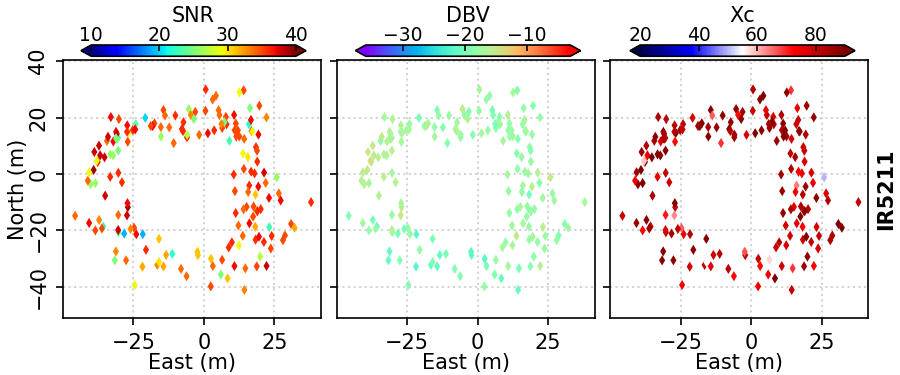 SNR DBV Xc
10 20 30 40 −30 −20 −10 20 40 60 80
40
20
0
−20
−40
North (m)
−25 0 25 −25 0 25 −25 0 25
East (m) East (m) East (m)
IR5211